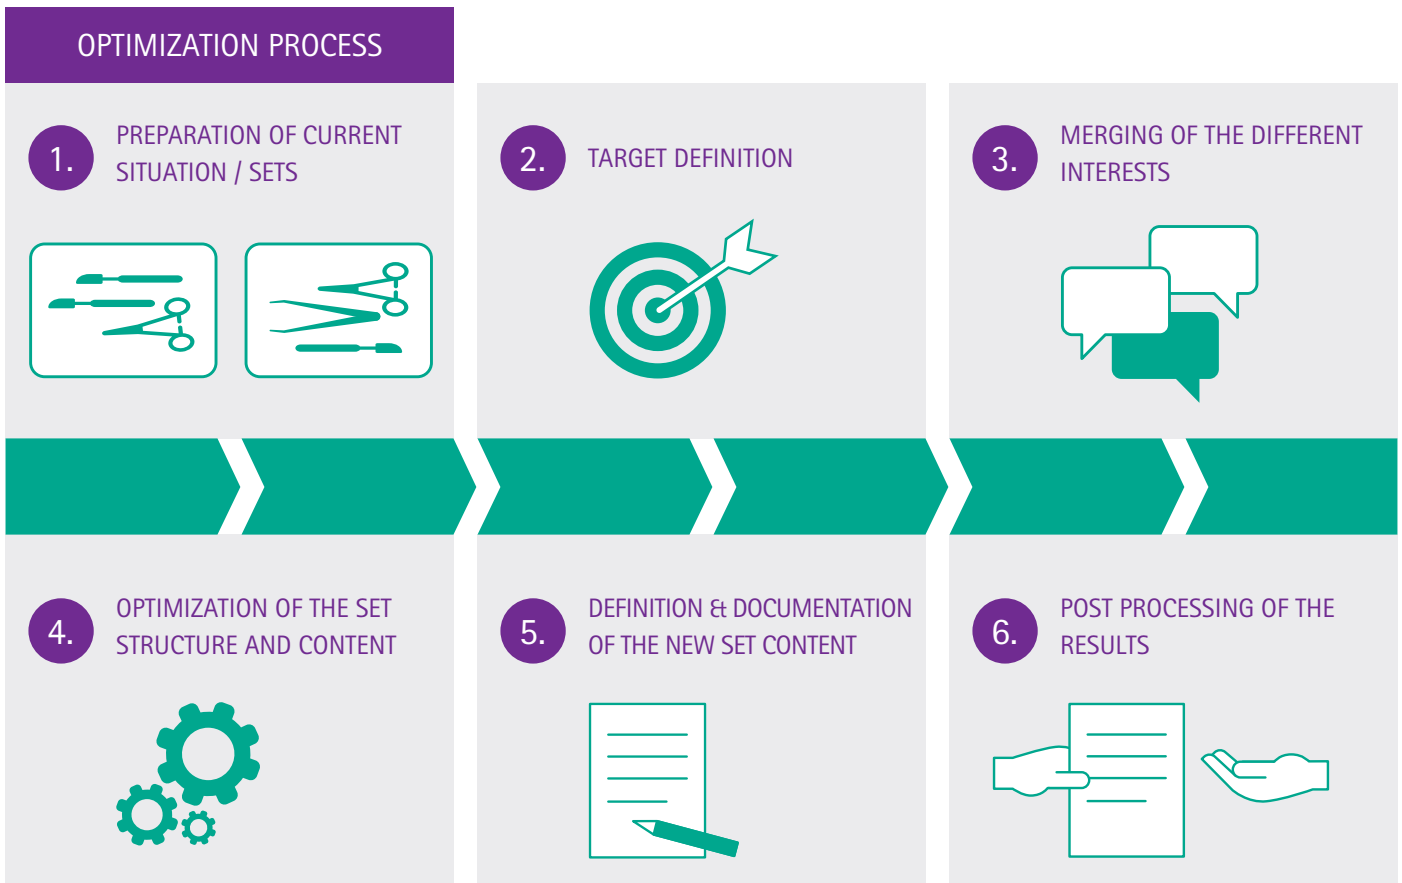 OPTIMIZATION PROCESS
1.
PREPARATION OF CURRENT
SITUATION / SETS
2.
TARGET DEFINITION
3.
MERGING OF THE DIFFERENT
INTERESTS
4.
OPTIMIZATION OF THE SET
STRUCTURE AND CONTENT
5.
DEFINITION & DOCUMENTATION
OF THE NEW SET CONTENT
6.
POST PROCESSING OF THE
RESULTS